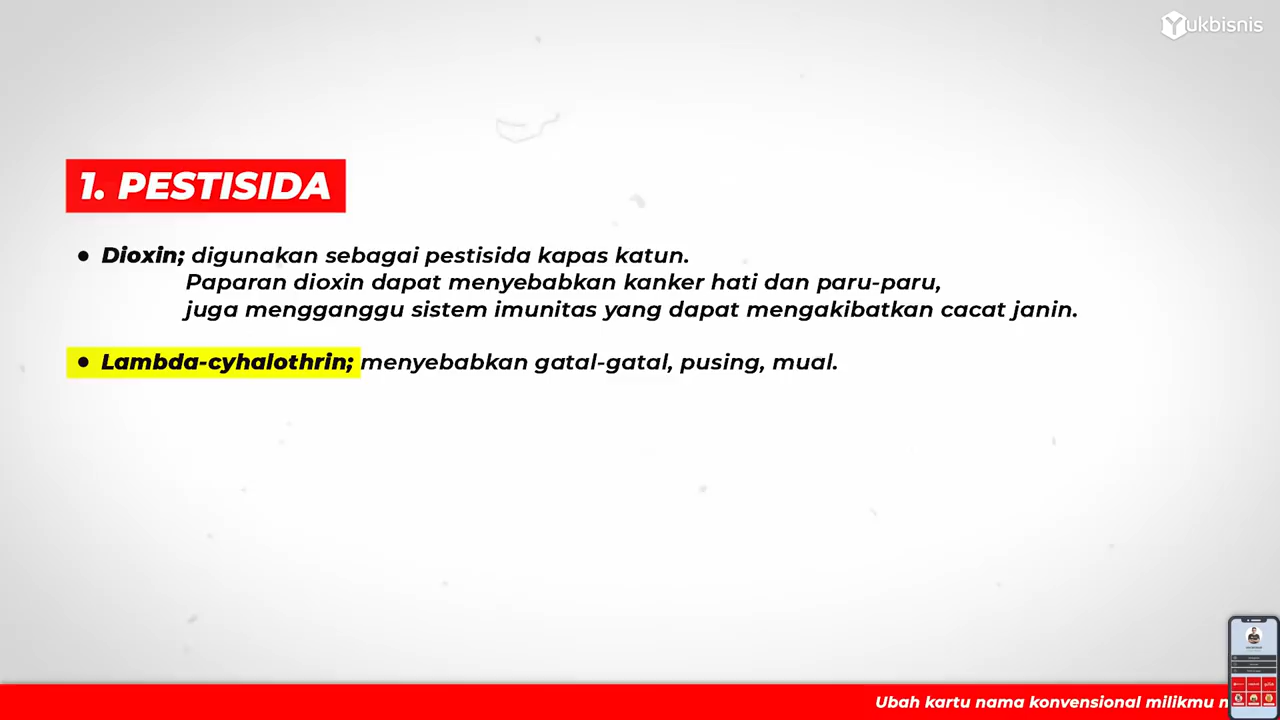 Yukbisnis
1. PESTISIDA
• Dioxin; digunakan sebagai pestisida kapas katun.
Paparan dioxin dapat menyebabkan kanker hati dan paru-paru,
juga mengganggu sistem imunitas yang dapat mengakibatkan cacat janin.
• Lambda-cyhalothrin; menyebabkan gatal-gatal, pusing, mual.
Ubah kartu nama konvensional milikmu